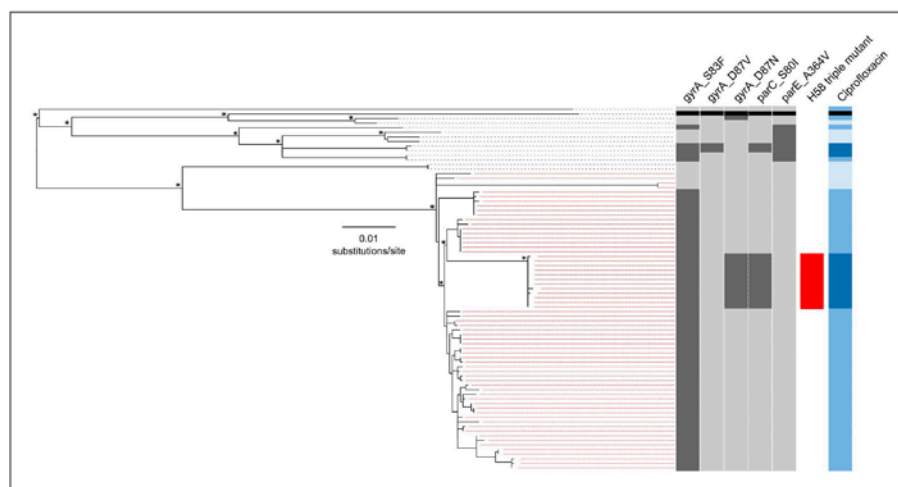 gyrA_S83F
gyrA_D87V
gyrA_D87N
parC_S80I
parE_A364V
H58 triple mutant
Ciprofloxacin
0.01
substitutions/site